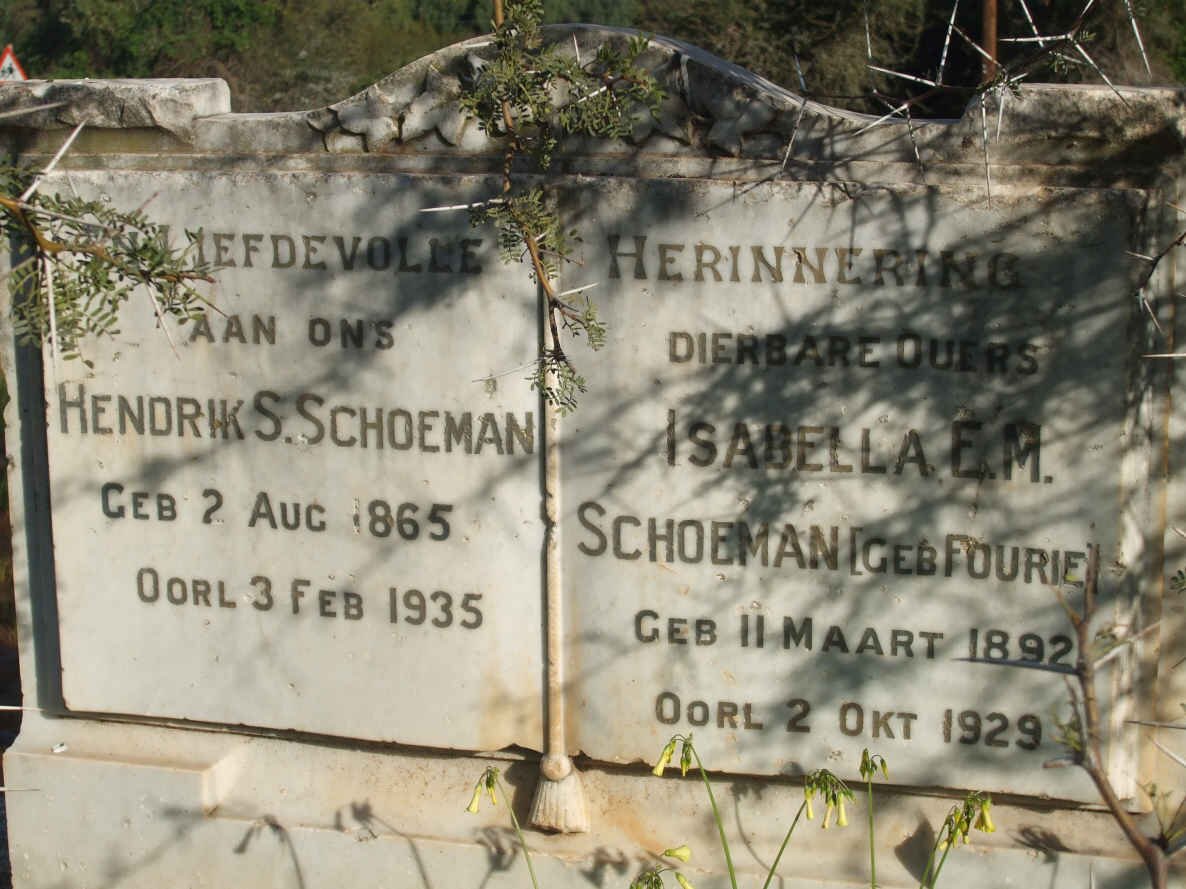 LIEFDEVOLLE HERINNERING
AAN ONS DIERBARE OUERS
HENDRIK S. SCHOEMAN
GEB 2 AUG 1865
OORL 3 FEB 1935
ISABELLA E.M.
SCHOEMAN [GEB FOURIE]
GEB 11 MAART 1892
OORL 2 OKT 1929